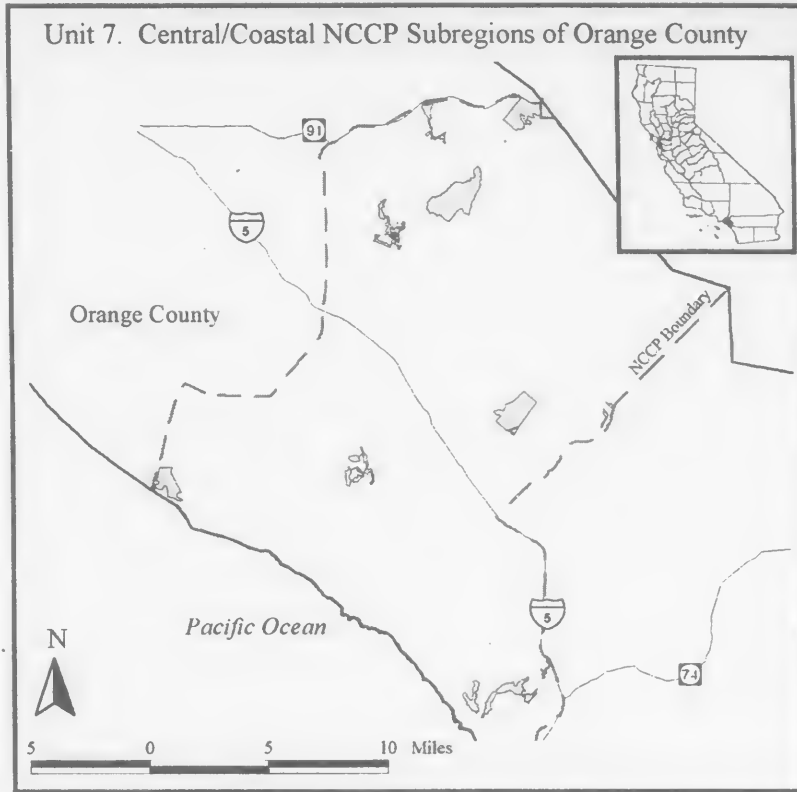 Unit 7. Central/Coastal NCCP Subregions of Orange County
91
5
Orange County
NCCP Boundary
Pacific Ocean
N
5
74
5 0 5 10 Miles